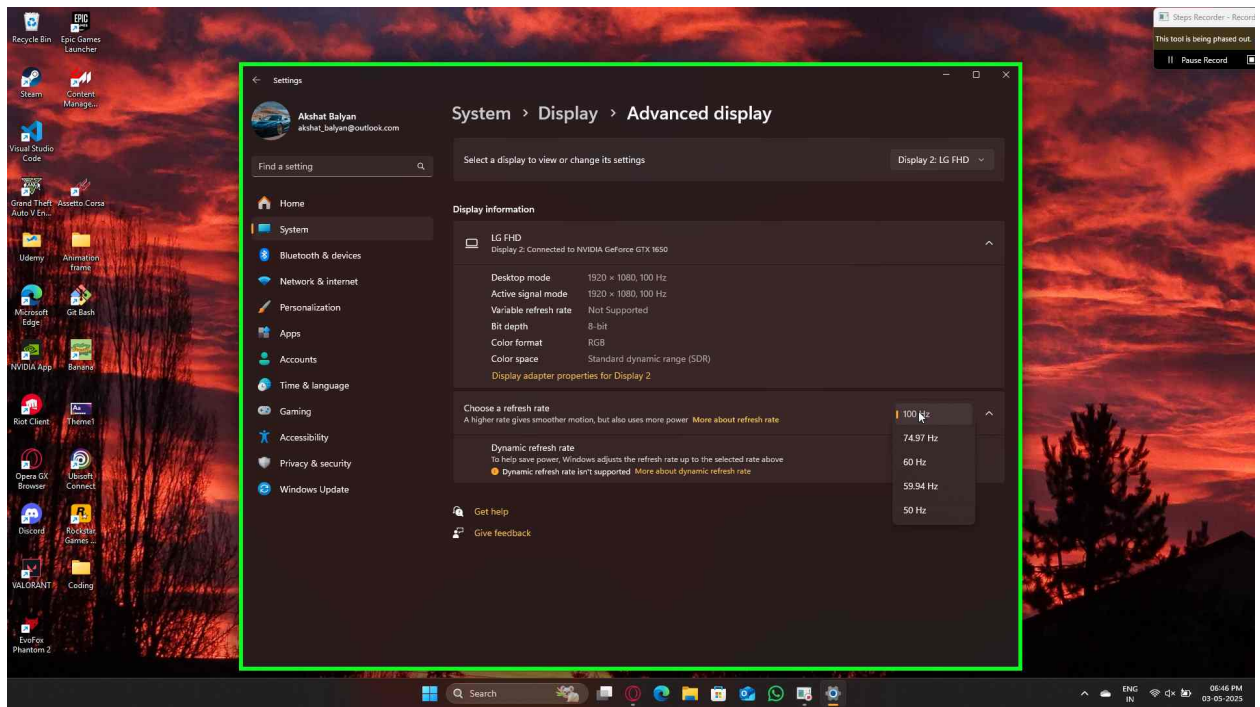 Recycle Bin
Epic Games
Launcher
Steam
Content
Manage...
Visual Studio
Code
Grand Theft
Auto V En...
Assetto Corsa
Udemy
Animation
frame
Microsoft
Edge
Git Bash
NVIDIA App
Banana
Riot Client
Theme1
Opera GX
Browser
Ubisoft
Connect
Discord
Rockstar
Games ...
VALORANT
Coding
EvoFox
Phantom 2
Steps Recorder - Record
This tool is being phased out.
Pause Record
Settings
Akshat Balyan
akshat_balyan@outlook.com
Find a setting
Home
System
Bluetooth & devices
Network & internet
Personalization
Apps
Accounts
Time & language
Gaming
Accessibility
Privacy & security
Windows Update
System > Display > Advanced display
Select a display to view or change its settings
Display 2: LG FHD
Display information
LG FHD
Display 2: Connected to NVIDIA GeForce GTX 1650
Desktop mode 1920 × 1080, 100 Hz
Active signal mode 1920 × 1080, 100 Hz
Variable refresh rate Not Supported
Bit depth 8-bit
Color format RGB
Color space Standard dynamic range (SDR)
Display adapter properties for Display 2
Choose a refresh rate
A higher rate gives smoother motion, but also uses more power More about refresh rate
100 Hz
74.97 Hz
60 Hz
59.94 Hz
50 Hz
Dynamic refresh rate
To help save power, Windows adjusts the refresh rate up to the selected rate above
Dynamic refresh rate isn't supported More about dynamic refresh rate
Get help
Give feedback
Search
ENG
IN
06:46 PM
03-05-2025